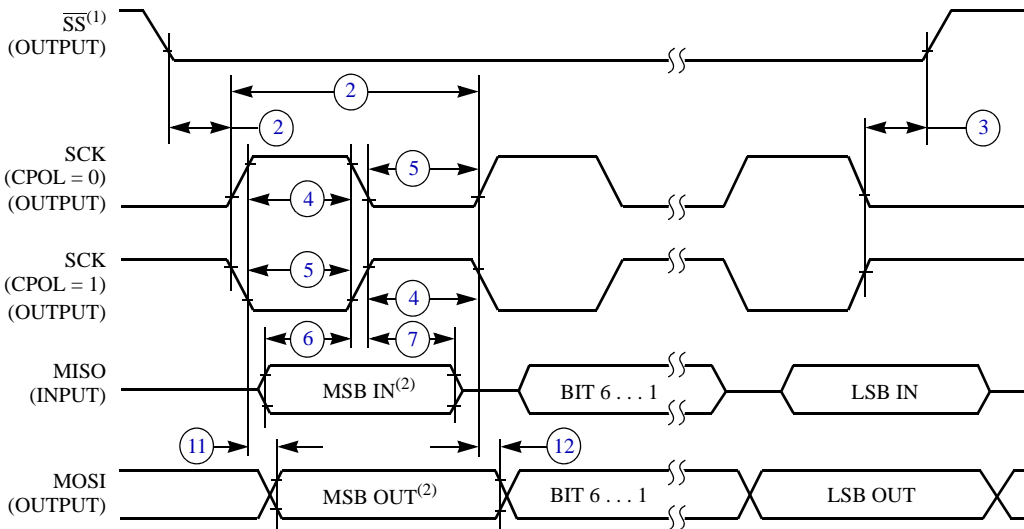 SS(1)
(OUTPUT)
2
2
3
SCK
(CPOL = 0)
(OUTPUT)
5
4
SCK
(CPOL = 1)
(OUTPUT)
5
4
6
7
MISO
(INPUT)
MSB IN(2)
BIT 6 . . . 1
LSB IN
11
12
MOSI
(OUTPUT)
MSB OUT(2)
BIT 6 . . . 1
LSB OUT